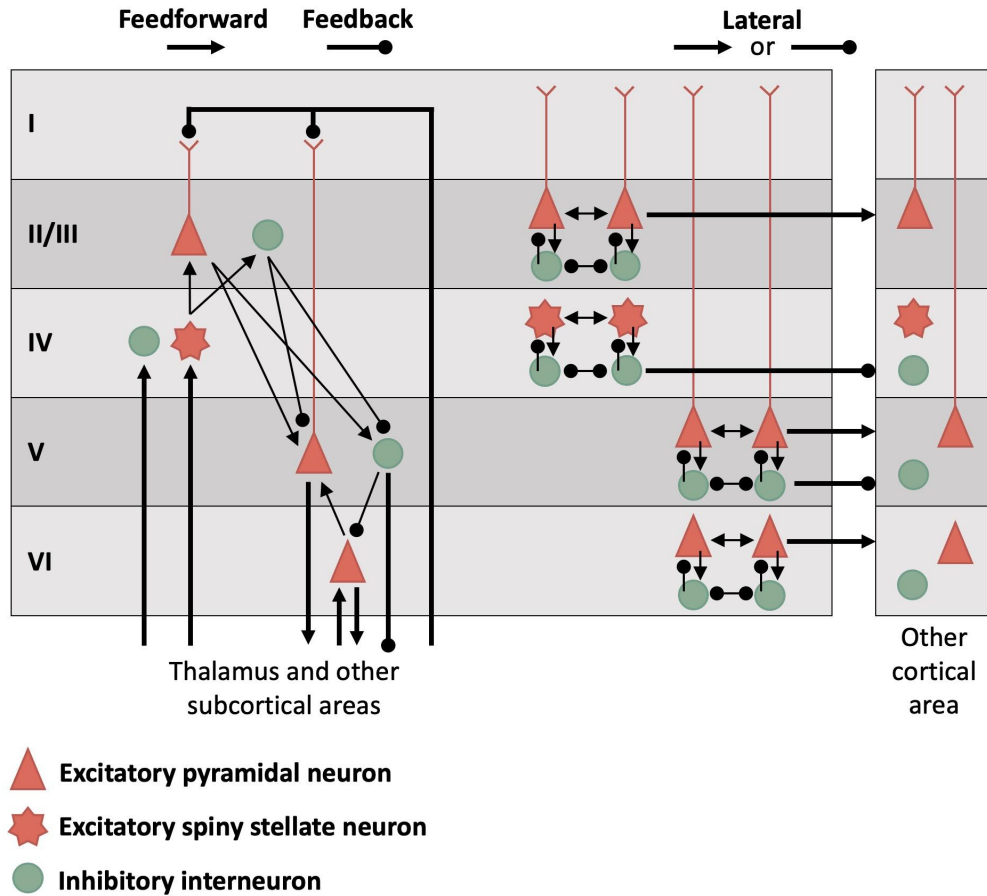 Feedforward
Feedback
Lateral
or
I
II/III
IV
V
VI
Thalamus and other
subcortical areas
Other
cortical
area
Excitatory pyramidal neuron
Excitatory spiny stellate neuron
Inhibitory interneuron